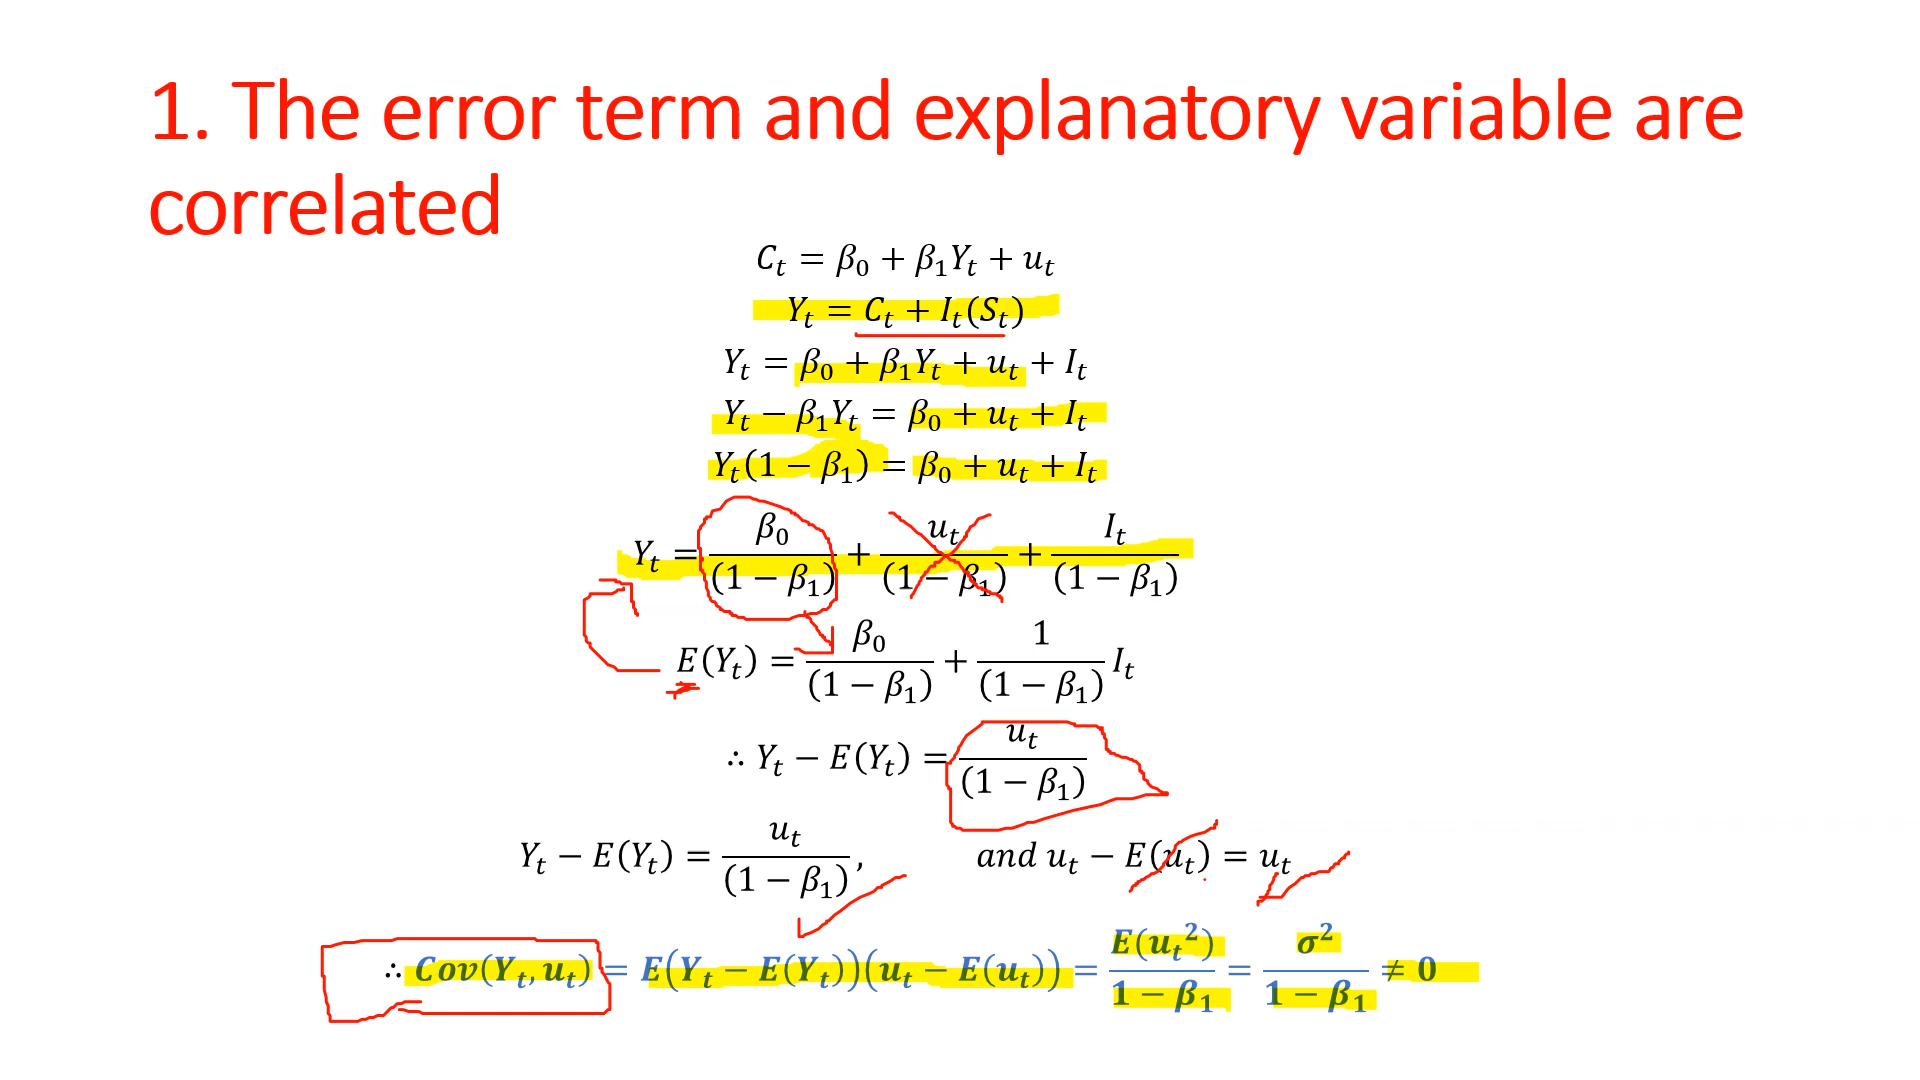 1. The error term and explanatory variable are
correlated
Cₜ = β₀ + β₁Yₜ + uₜ
Yₜ = Cₜ + Iₜ(Sₜ)
Yₜ = β₀ + β₁Yₜ + uₜ + Iₜ
Yₜ − β₁Yₜ = β₀ + uₜ + Iₜ
Yₜ(1 − β₁) = β₀ + uₜ + Iₜ
Yₜ = β₀/(1 − β₁) + uₜ/(1 − β₁) + Iₜ/(1 − β₁)
E(Yₜ) = β₀/(1 − β₁) + 1/(1 − β₁) Iₜ
∴ Yₜ − E(Yₜ) = uₜ/(1 − β₁)
Yₜ − E(Yₜ) = uₜ/(1 − β₁), and uₜ − E(uₜ) = uₜ
∴ Cov(Yₜ, uₜ) = E(Yₜ − E(Yₜ))(uₜ − E(uₜ)) = E(uₜ²)/1 − β₁ = σ²/1 − β₁ ≠ 0